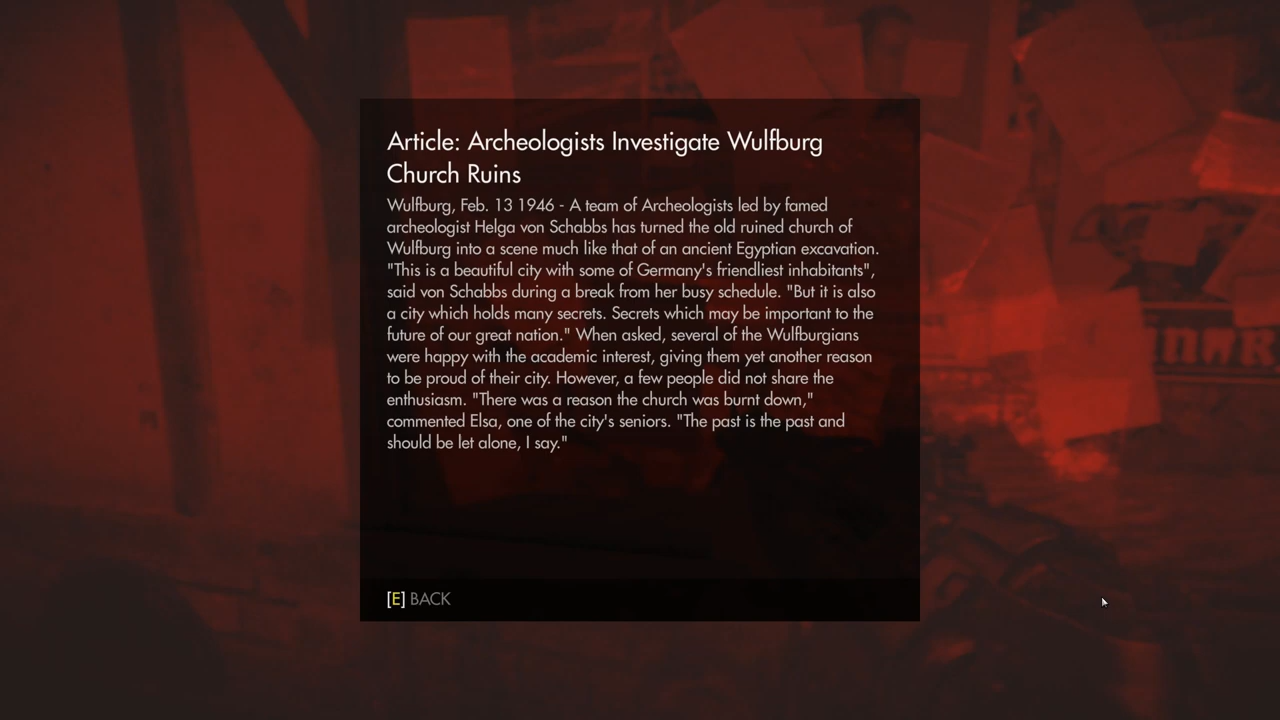 Article: Archeologists Investigate Wulfburg
Church Ruins
Wulfburg, Feb. 13 1946 - A team of Archeologists led by famed
archeologist Helga von Schabbs has turned the old ruined church of
Wulfburg into a scene much like that of an ancient Egyptian excavation.
"This is a beautiful city with some of Germany's friendliest inhabitants",
said von Schabbs during a break from her busy schedule. "But it is also
a city which holds many secrets. Secrets which may be important to the
future of our great nation." When asked, several of the Wulfburgians
were happy with the academic interest, giving them yet another reason
to be proud of their city. However, a few people did not share the
enthusiasm. "There was a reason the church was burnt down,"
commented Elsa, one of the city's seniors. "The past is the past and
should be let alone, I say."
[E] BACK